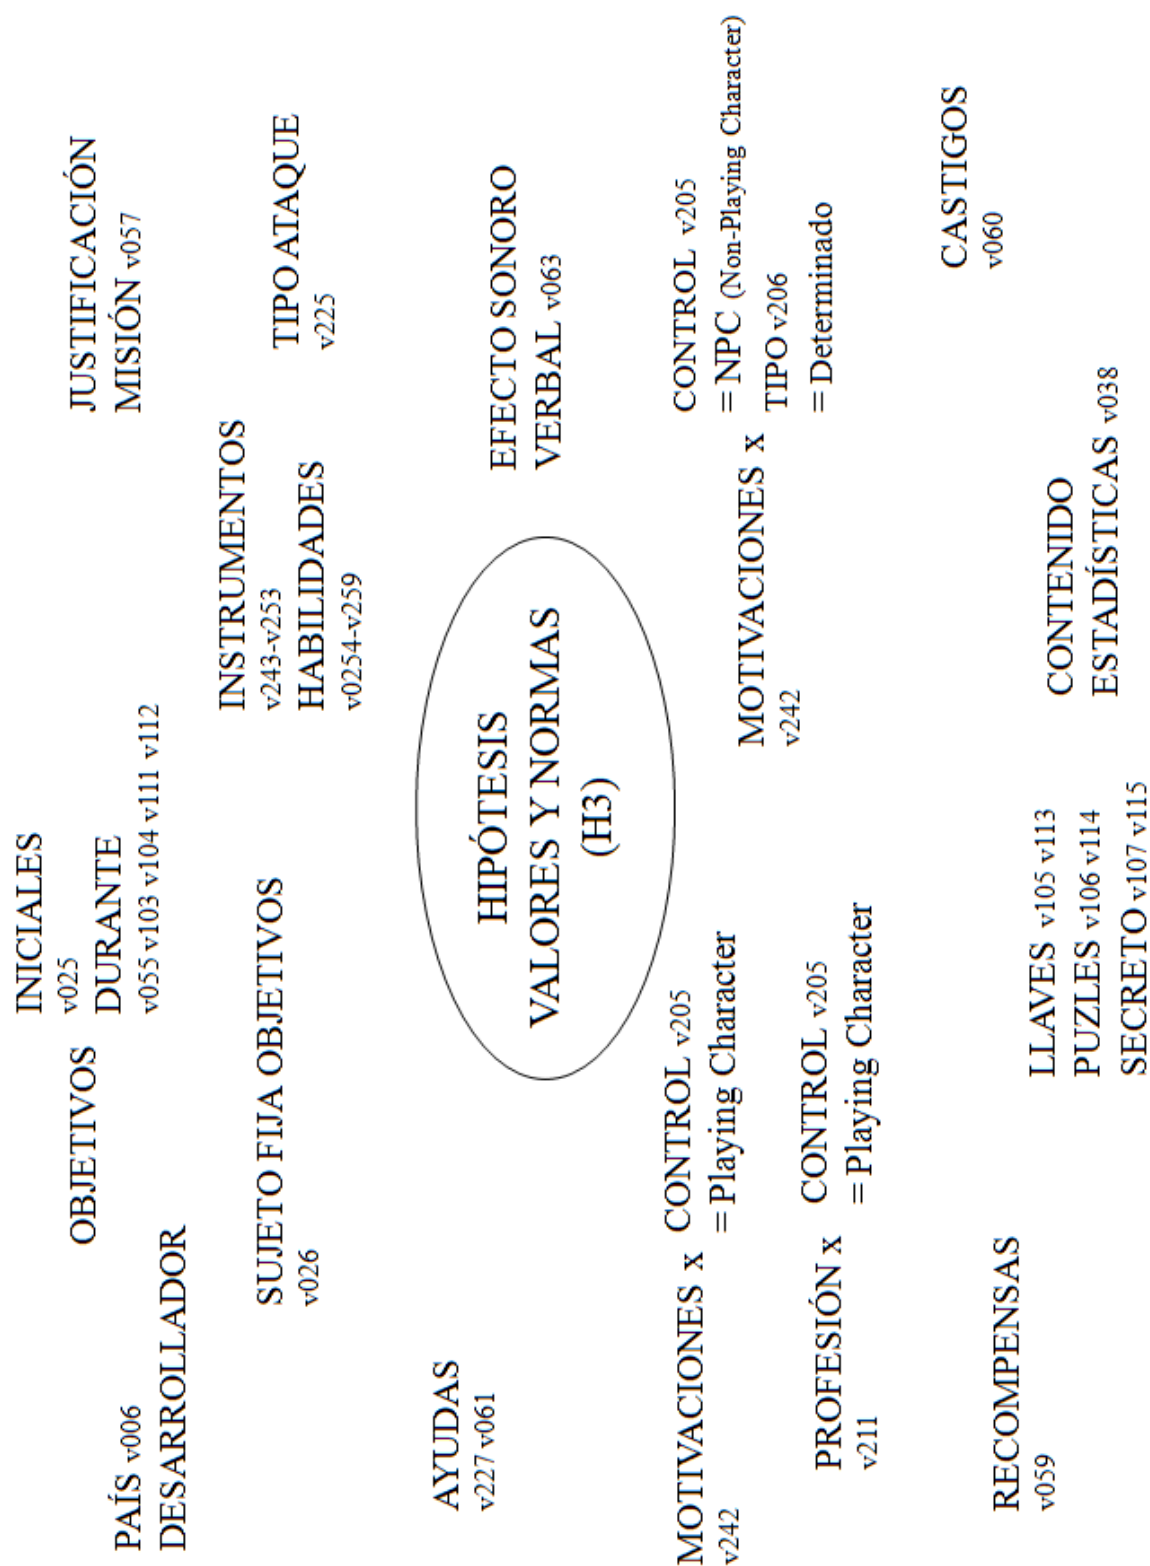 PAÍS v006
DESARROLLADOR
OBJETIVOS
INICIALES
v025
DURANTE
v055 v103 v104 v111 v112
JUSTIFICACIÓN
MISIÓN v057
SUJETO FIJA OBJETIVOS
v026
INSTRUMENTOS
v243-v253
HABILIDADES
v0254-v259
TIPO ATAQUE
v225
AYUDAS
v227 v061
HIPÓTESIS
VALORES Y NORMAS
(H3)
EFECTO SONORO
VERBAL v063
MOTIVACIONES x
v242
CONTROL v205
= Playing Character
MOTIVACIONES x
v242
CONTROL v205
= NPC (Non-Playing Character)
TIPO v206
= Determinado
PROFESIÓN x
v211
CONTROL v205
= Playing Character
RECOMPENSAS
v059
LLAVES v105 v113
PUZLES v106 v114
SECRETO v107 v115
CONTENIDO
ESTADÍSTICAS v038
CASTIGOS
v060